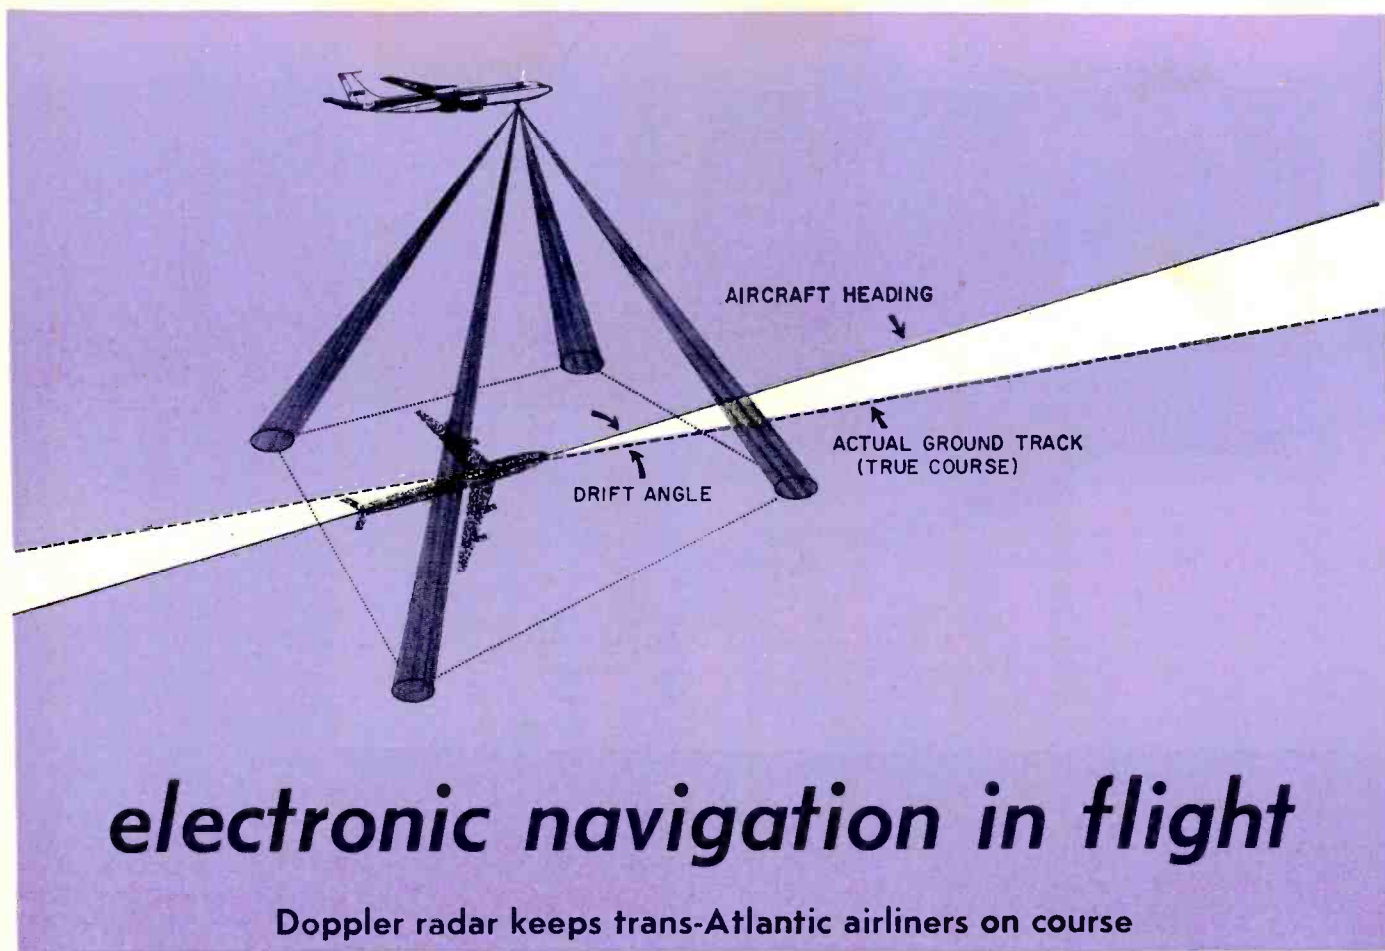 AIRCRAFT HEADING
ACTUAL GROUND TRACK
(TRUE COURSE)
DRIFT ANGLE
electronic navigation in flight
Doppler radar keeps trans-Atlantic airliners on course